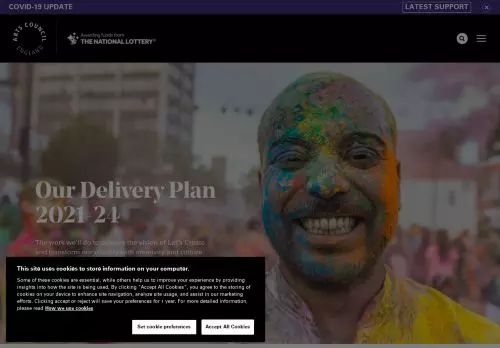 COVID-19 UPDATE
LATEST SUPPORT
ARTS COUNCIL ENGLAND
Awarding funds from
THE NATIONAL LOTTERY®
Our Delivery Plan
2021-24
The work we'll do to achieve the vision of Let's Create
and transform every
This site uses cookies to store information on your computer.
Some of these cookies are essential, while others help us to improve your experience by providing
insights into how the site is being used. By clicking "Accept All Cookies", you agree to the storing
of cookies on your device to enhance site navigation, analyze site usage, and assist in our marketing
efforts. Clicking accept or reject will save your preferences for 1 year. For more detailed information,
please read How we use cookies
Set cookie preferences
Accept All Cookies